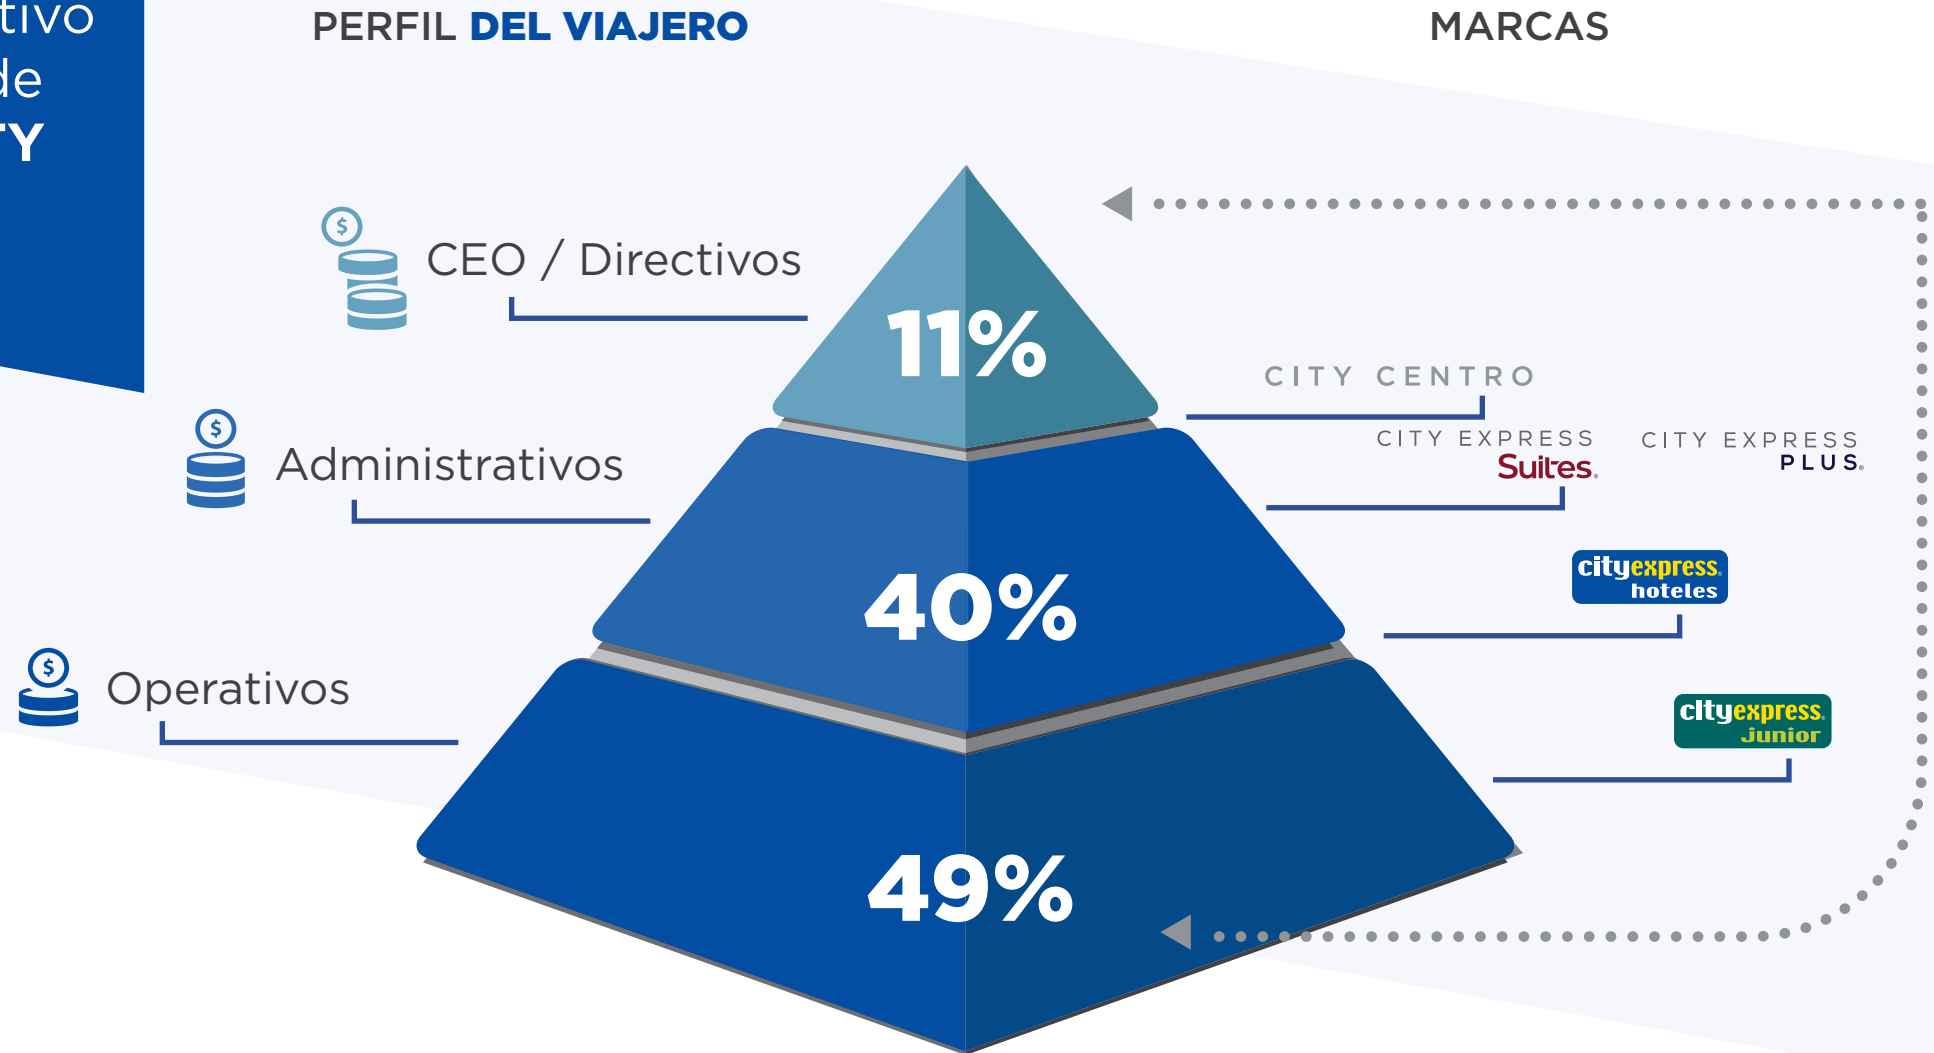 de
PERFIL DEL VIAJERO
MARCAS
CEO / Directivos
11%
CITY CENTRO
Administrativos
CITY EXPRESS
Suites®
CITY EXPRESS
PLUS®
40%
cityexpress®
hoteles
Operativos
cityexpress®
junior
49%